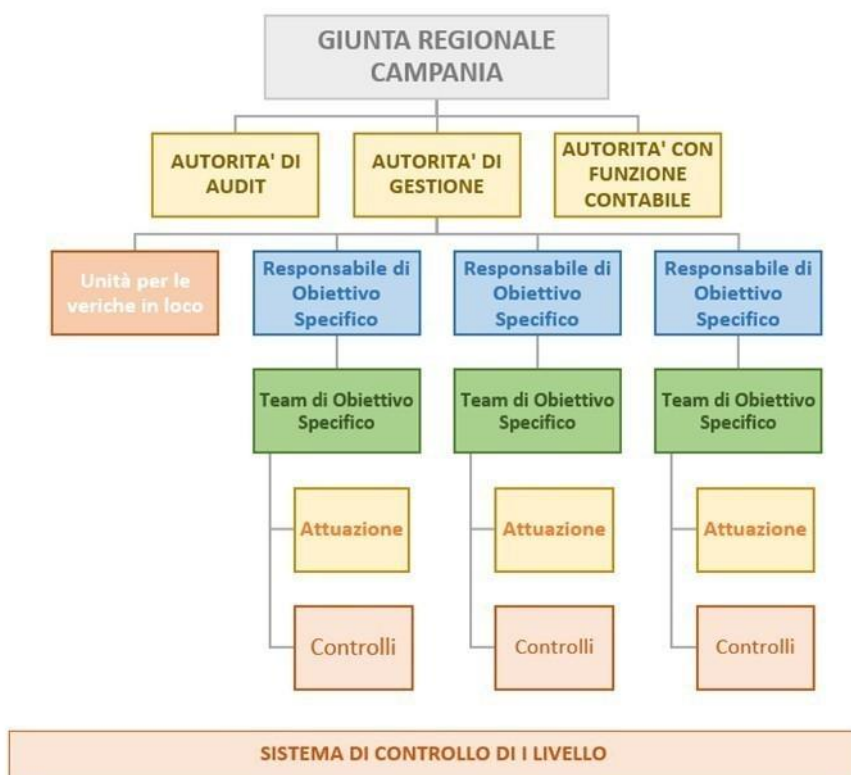 GIUNTA REGIONALE
CAMPANIA
AUTORITA' DI
AUDIT
AUTORITA' DI
GESTIONE
AUTORITA' CON
FUNZIONE
CONTABILE
Unità per le
veriche in loco
Responsabile di
Obiettivo
Specifico
Responsabile di
Obiettivo
Specifico
Responsabile di
Obiettivo
Specifico
Team di Obiettivo
Specifico
Team di Obiettivo
Specifico
Team di Obiettivo
Specifico
Attuazione
Attuazione
Attuazione
Controlli
Controlli
Controlli
SISTEMA DI CONTROLLO DI I LIVELLO